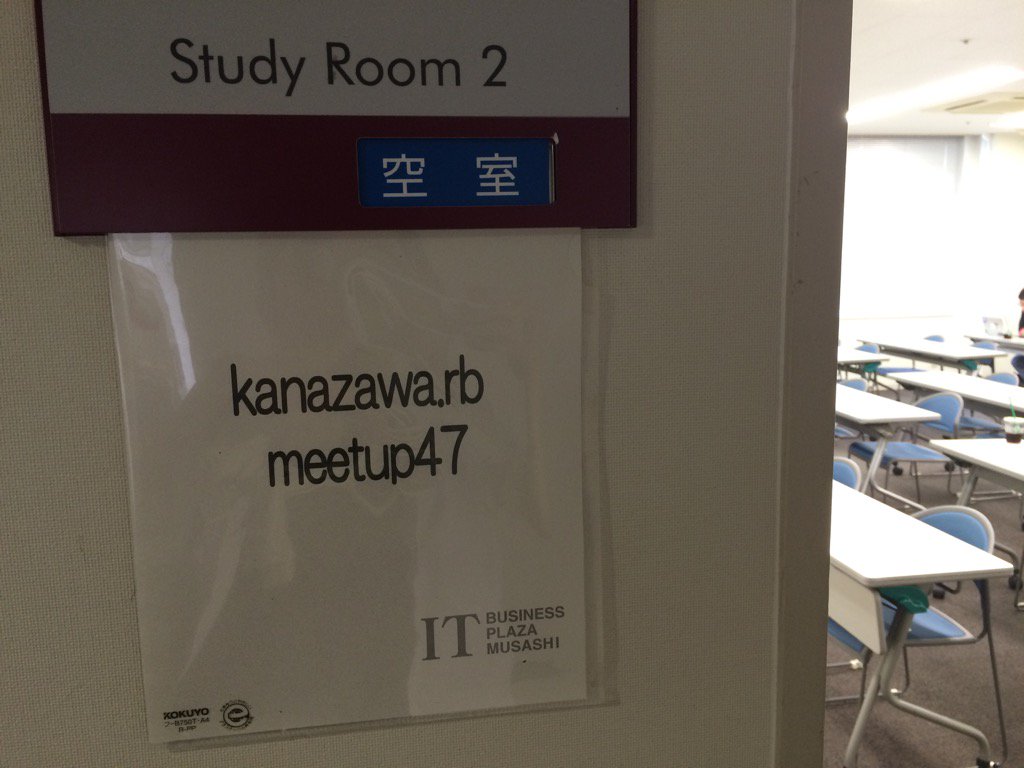 Study Room 2
空 室
kanazawa.rb
meetup47
IT BUSINESS
PLAZA
MUSASHI
KOKUYO